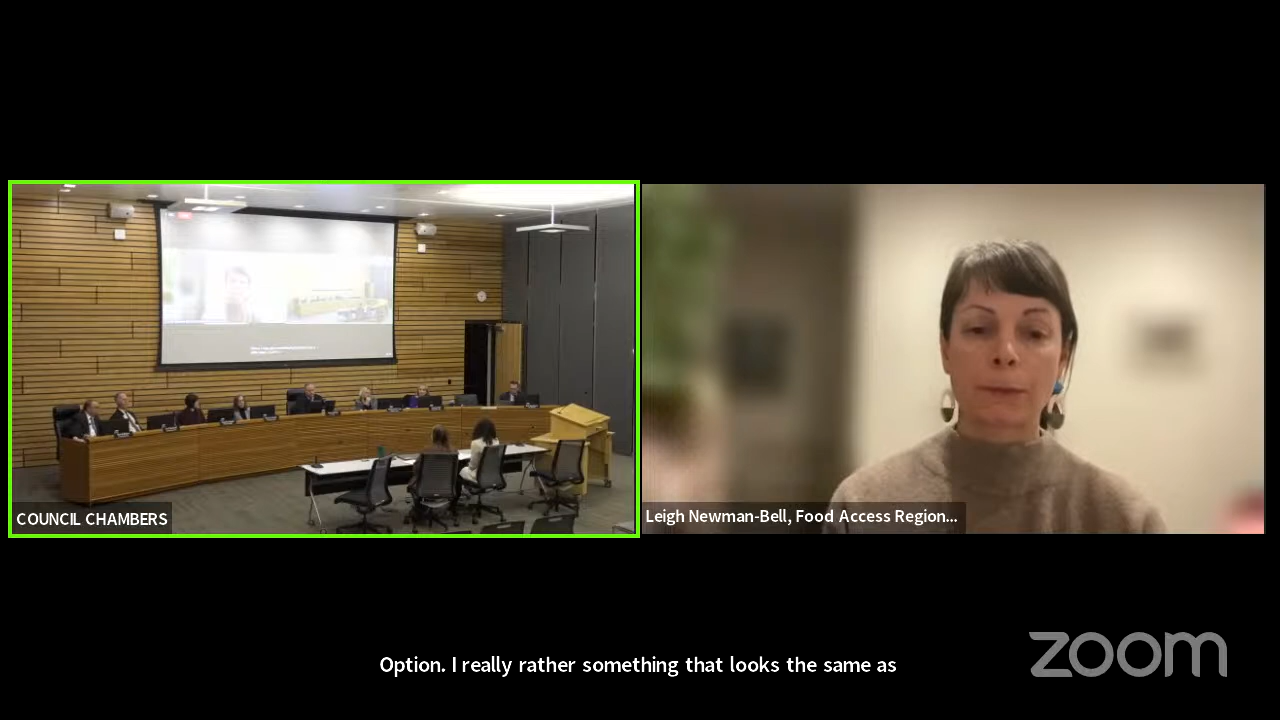 COUNCIL CHAMBERS
Leigh Newman-Bell, Food Access Region...
Option. I really rather something that looks the same as
zoom